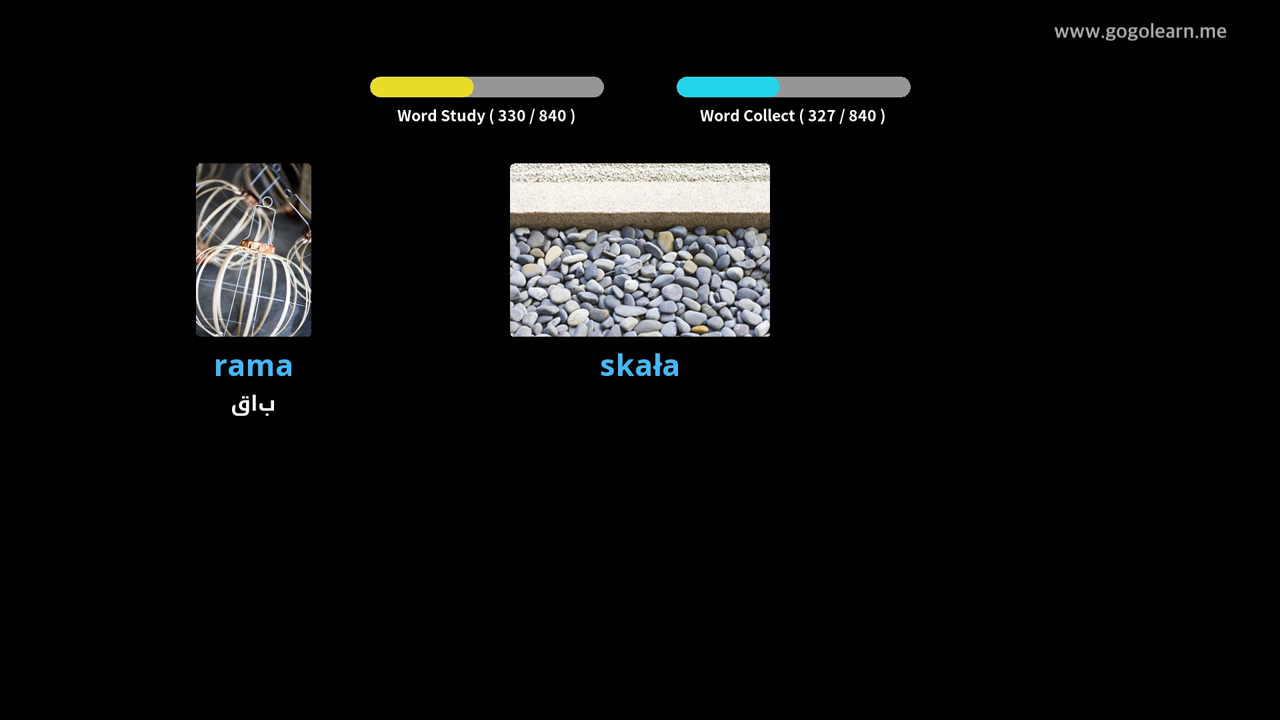 www.gogolearn.me
Word Study ( 330 / 840 )
Word Collect ( 327 / 840 )
rama
باق
skała